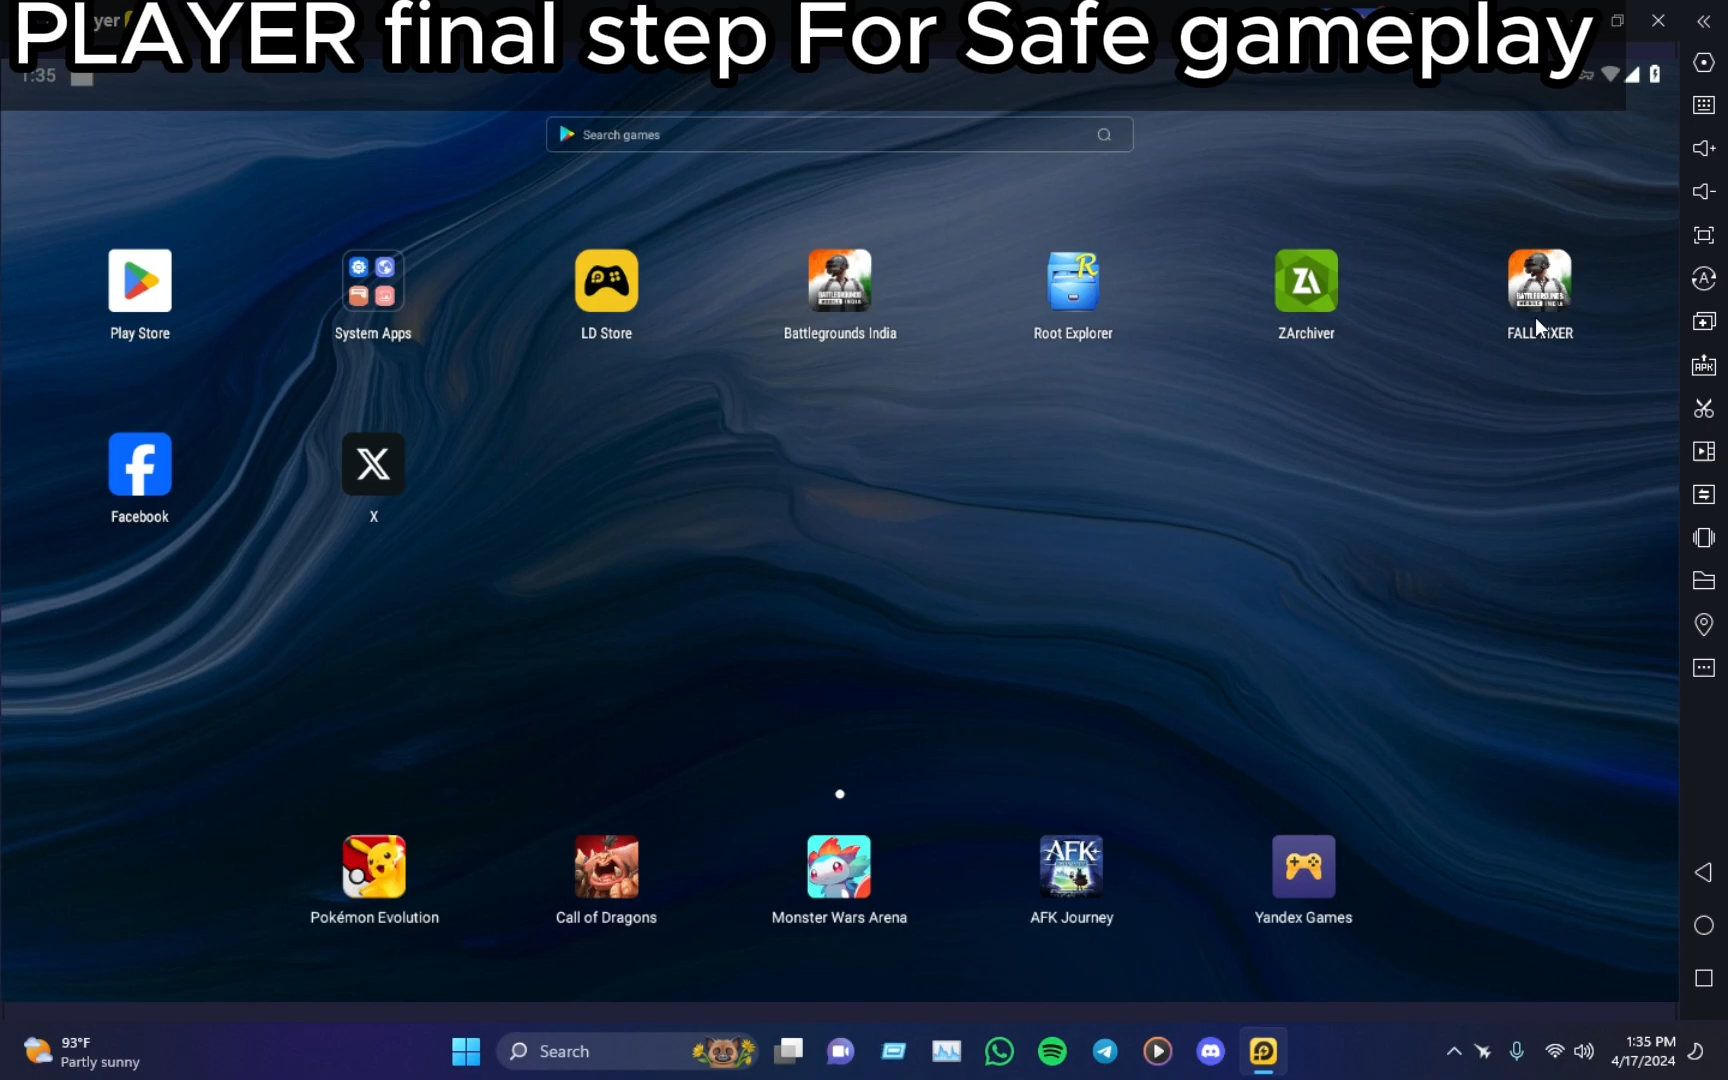 PLAYER final step For Safe gameplay
yer
1:35
Search games
Play Store
System Apps
LD Store
Battlegrounds India
Root Explorer
ZArchiver
Facebook
X
Pokémon Evolution
Call of Dragons
Monster Wars Arena
AFK Journey
Yandex Games
93°F
Partly sunny
Search
1:35 PM
4/17/2024